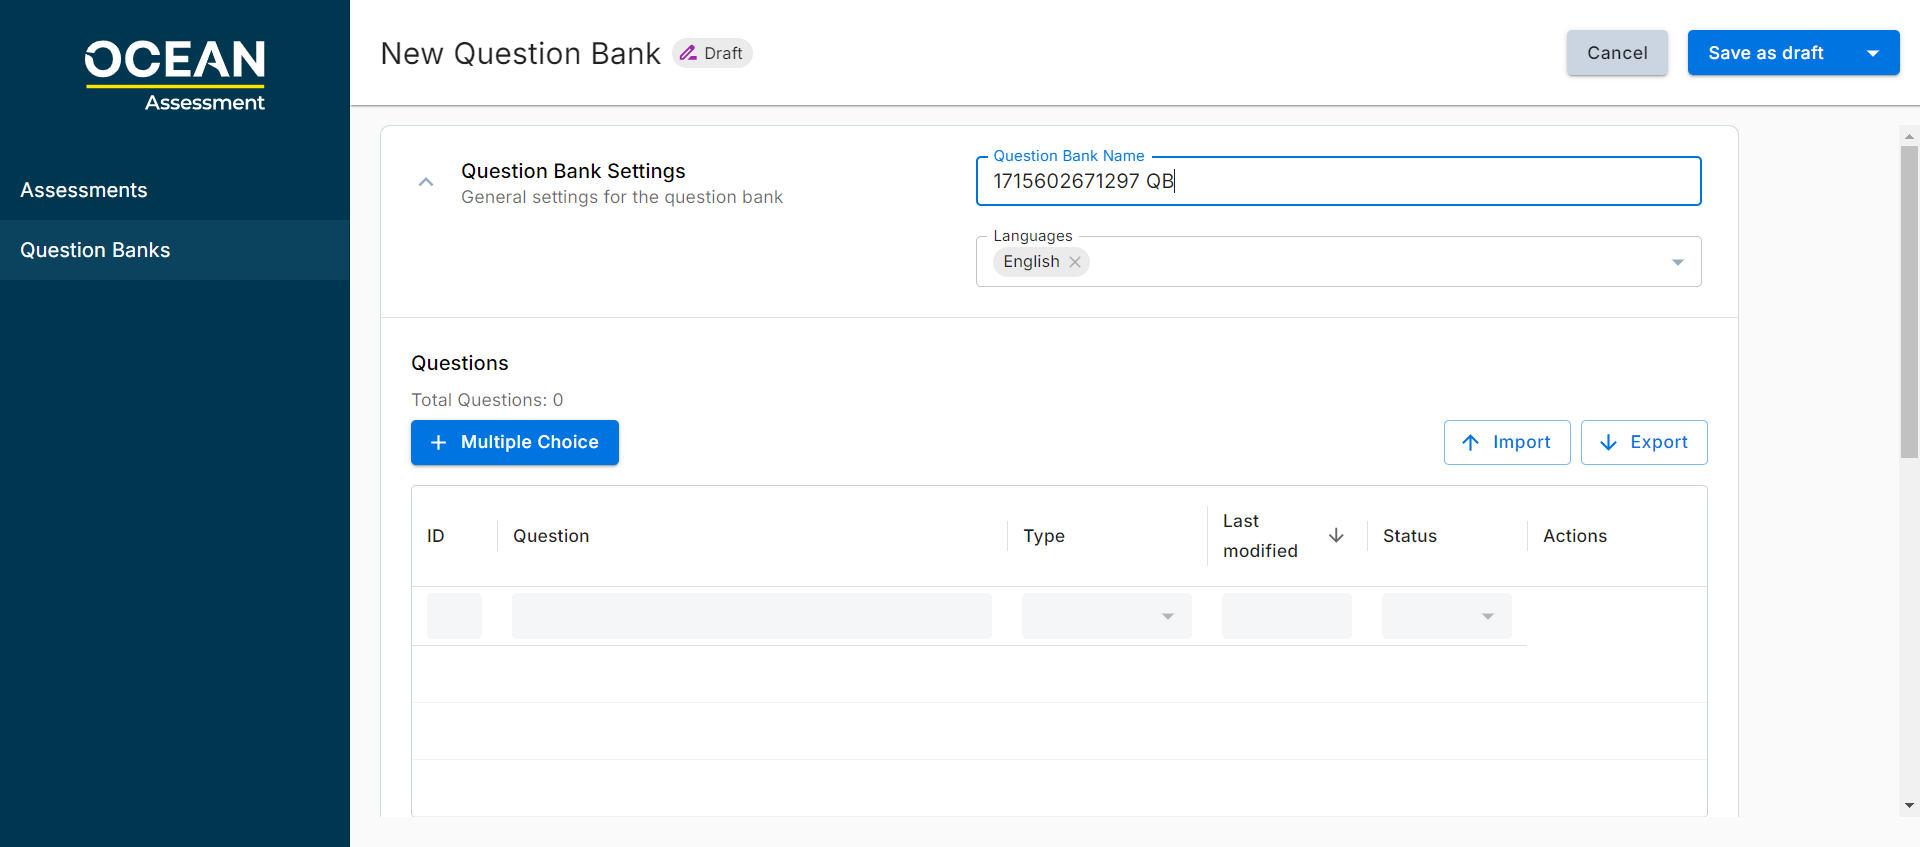 OCEAN
Assessment
Assessments
Question Banks
New Question Bank
Draft
Cancel
Save as draft
Question Bank Settings
General settings for the question bank
Question Bank Name
1715602671297 QB
Languages
English
Questions
Total Questions: 0
Multiple Choice
Import
Export
ID
Question
Type
Last
modified
Status
Actions